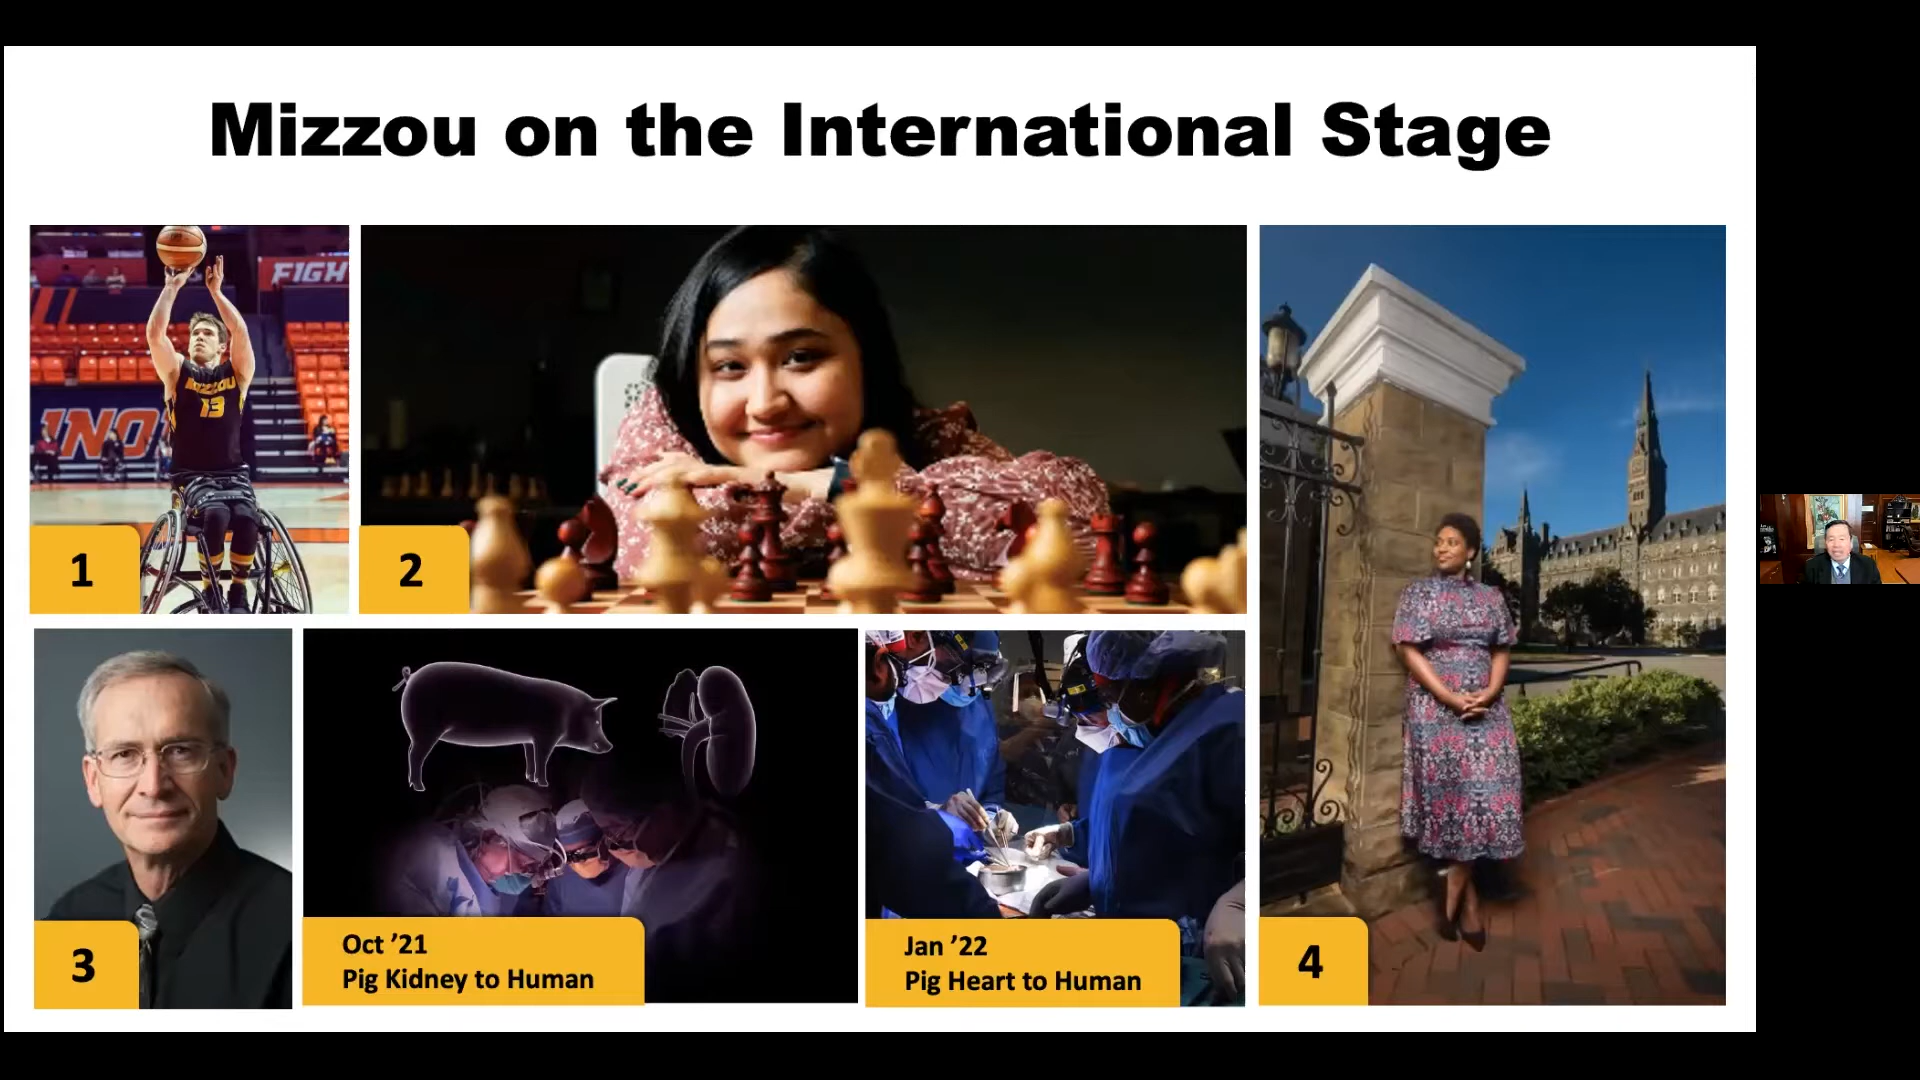 Mizzou on the International Stage
FIGH
INO
MIZZOU
13
1
2
3
Oct ’21
Pig Kidney to Human
Jan ’22
Pig Heart to Human
4